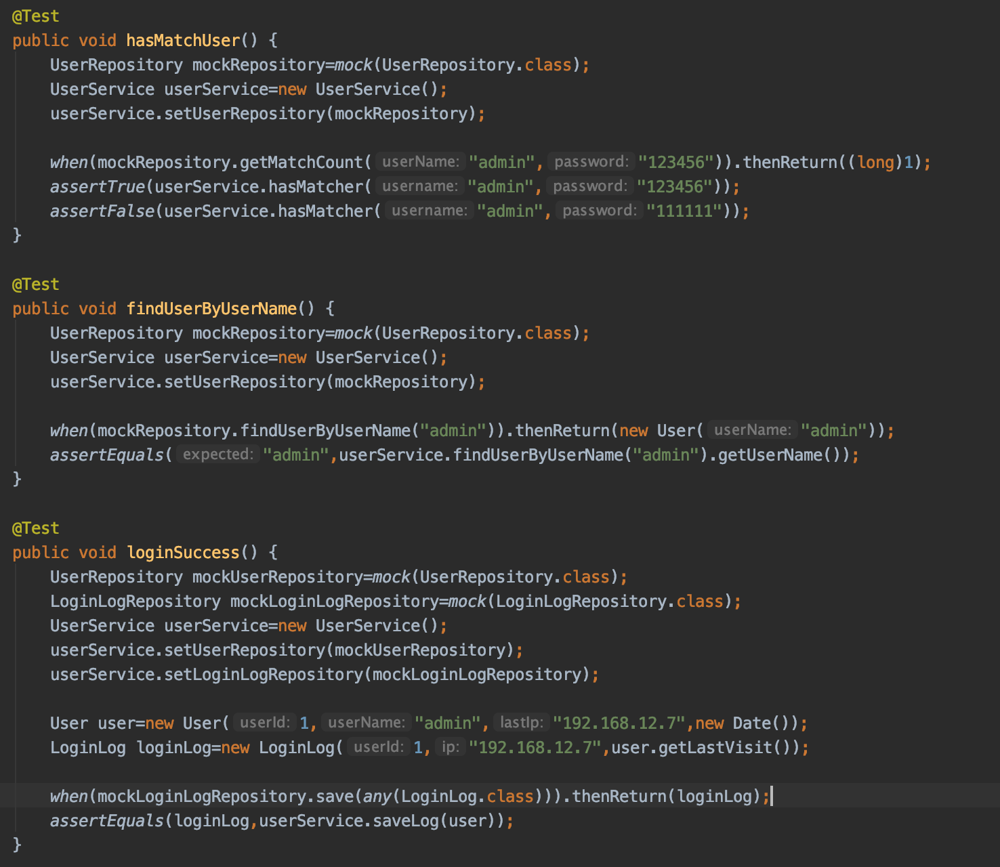 @Test
public void hasMatchUser() {
UserRepository mockRepository=mock(UserRepository.class);
UserService userService=new UserService();
userService.setUserRepository(mockRepository);
when(mockRepository.getMatchCount( userName: "admin", password: "123456")).thenReturn((long)1);
assertTrue(userService.hasMatcher( username: "admin", password: "123456"));
assertFalse(userService.hasMatcher( username: "admin", password: "111111"));
}
@Test
public void findUserByUserName() {
UserRepository mockRepository=mock(UserRepository.class);
UserService userService=new UserService();
userService.setUserRepository(mockRepository);
when(mockRepository.findUserByUserName("admin")).thenReturn(new User( userName: "admin"));
assertEquals( expected: "admin",userService.findUserByUserName("admin").getUserName());
}
@Test
public void loginSuccess() {
UserRepository mockUserRepository=mock(UserRepository.class);
LoginLogRepository mockLoginLogRepository=mock(LoginLogRepository.class);
UserService userService=new UserService();
userService.setUserRepository(mockUserRepository);
userService.setLoginLogRepository(mockLoginLogRepository);
User user=new User( userId: 1, userName: "admin", lastIp: "192.168.12.7",new Date());
LoginLog loginLog=new LoginLog( userId: 1, ip: "192.168.12.7",user.getLastVisit());
when(mockLoginLogRepository.save(any(LoginLog.class))).thenReturn(loginLog);
assertEquals(loginLog,userService.saveLog(user));
}